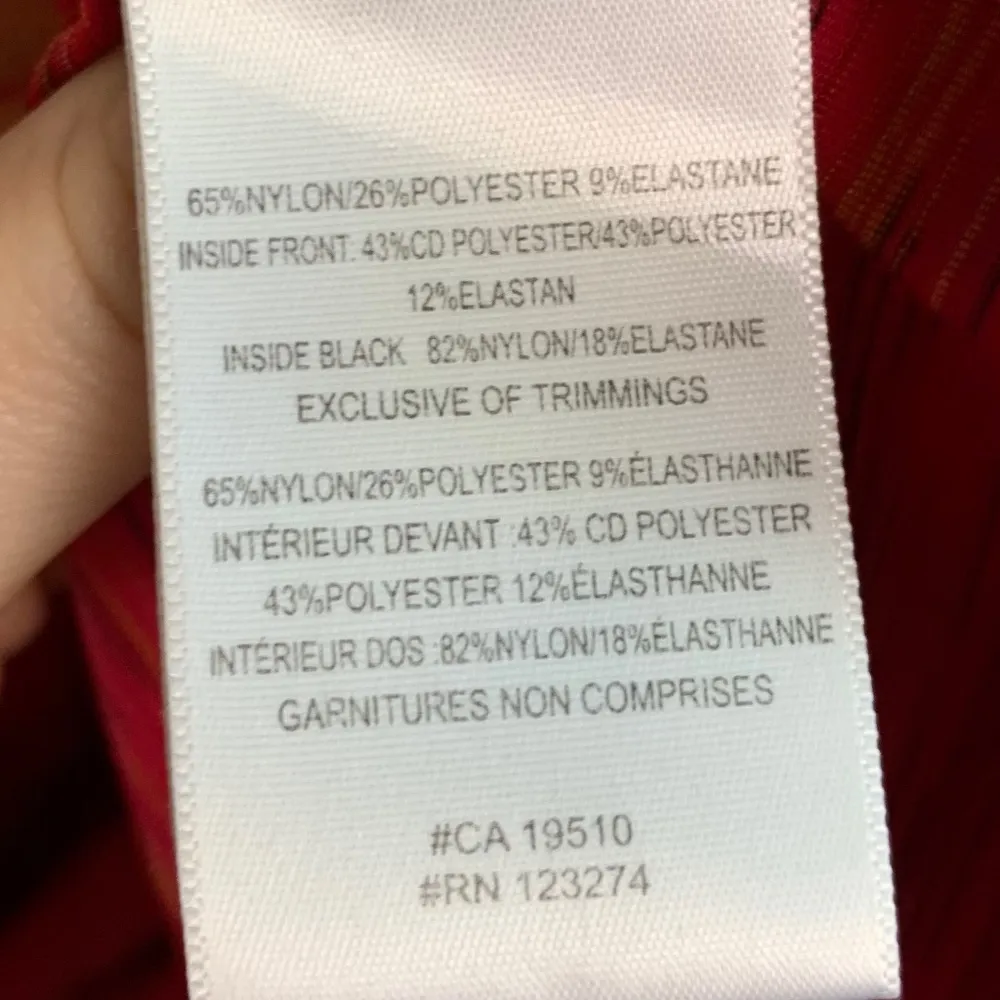 65%NYLON/26%POLYESTER 9%ELASTANE
INSIDE FRONT: 43%CD POLYESTER/43%POLYESTER
12%ELASTAN
INSIDE BLACK 82%NYLON/18%ELASTANE
EXCLUSIVE OF TRIMMINGS
65%NYLON/26%POLYESTER 9%ÉLASTHANNE
INTÉRIEUR DEVANT :43% CD POLYESTER
43%POLYESTER 12%ÉLASTHANNE
INTÉRIEUR DOS :82%NYLON/18%ÉLASTHANNE
GARNITURES NON COMPRISES
#CA 19510
#RN 123274